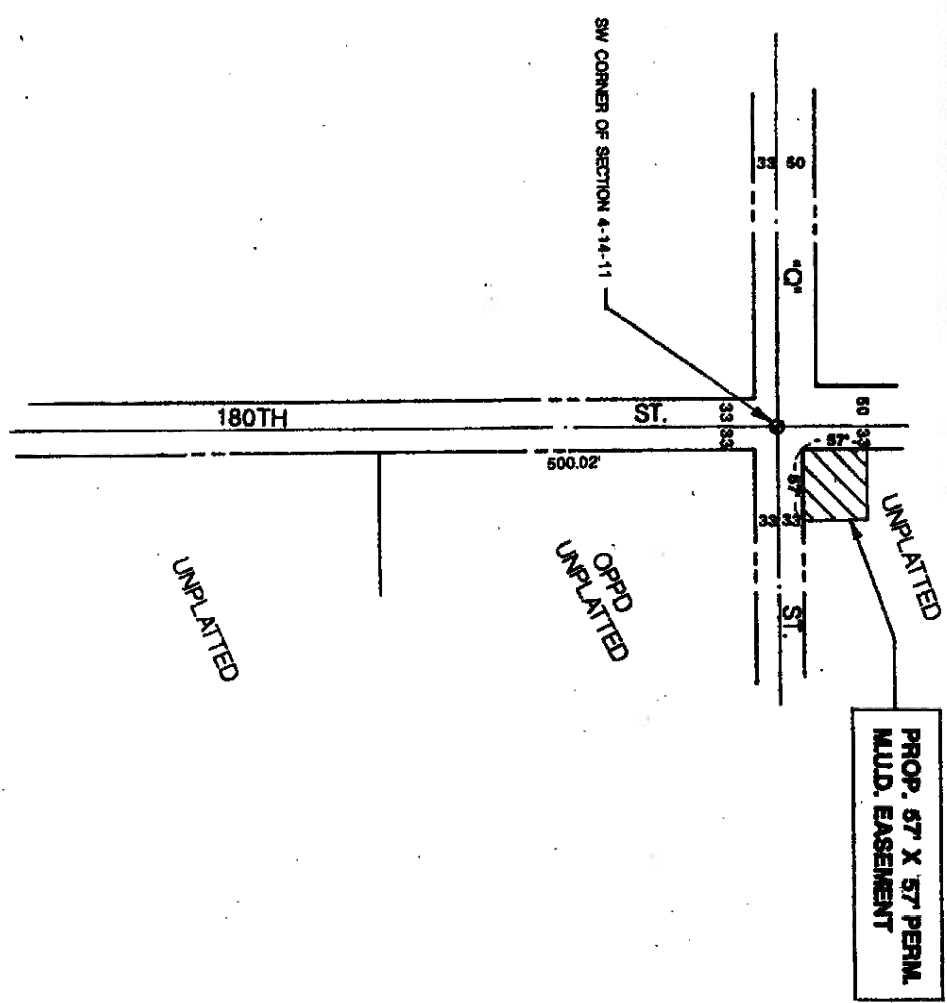 SW CORNER OF SECTION 4-14-11
33 50
"Q"
180TH
ST.
33 33
50 33
57'
57'
33 33
ST.
500.02'
UNPLATTED
OPPD
UNPLATTED
UNPLATTED
PROP. 57' X 57' PERM.
M.U.D. EASEMENT